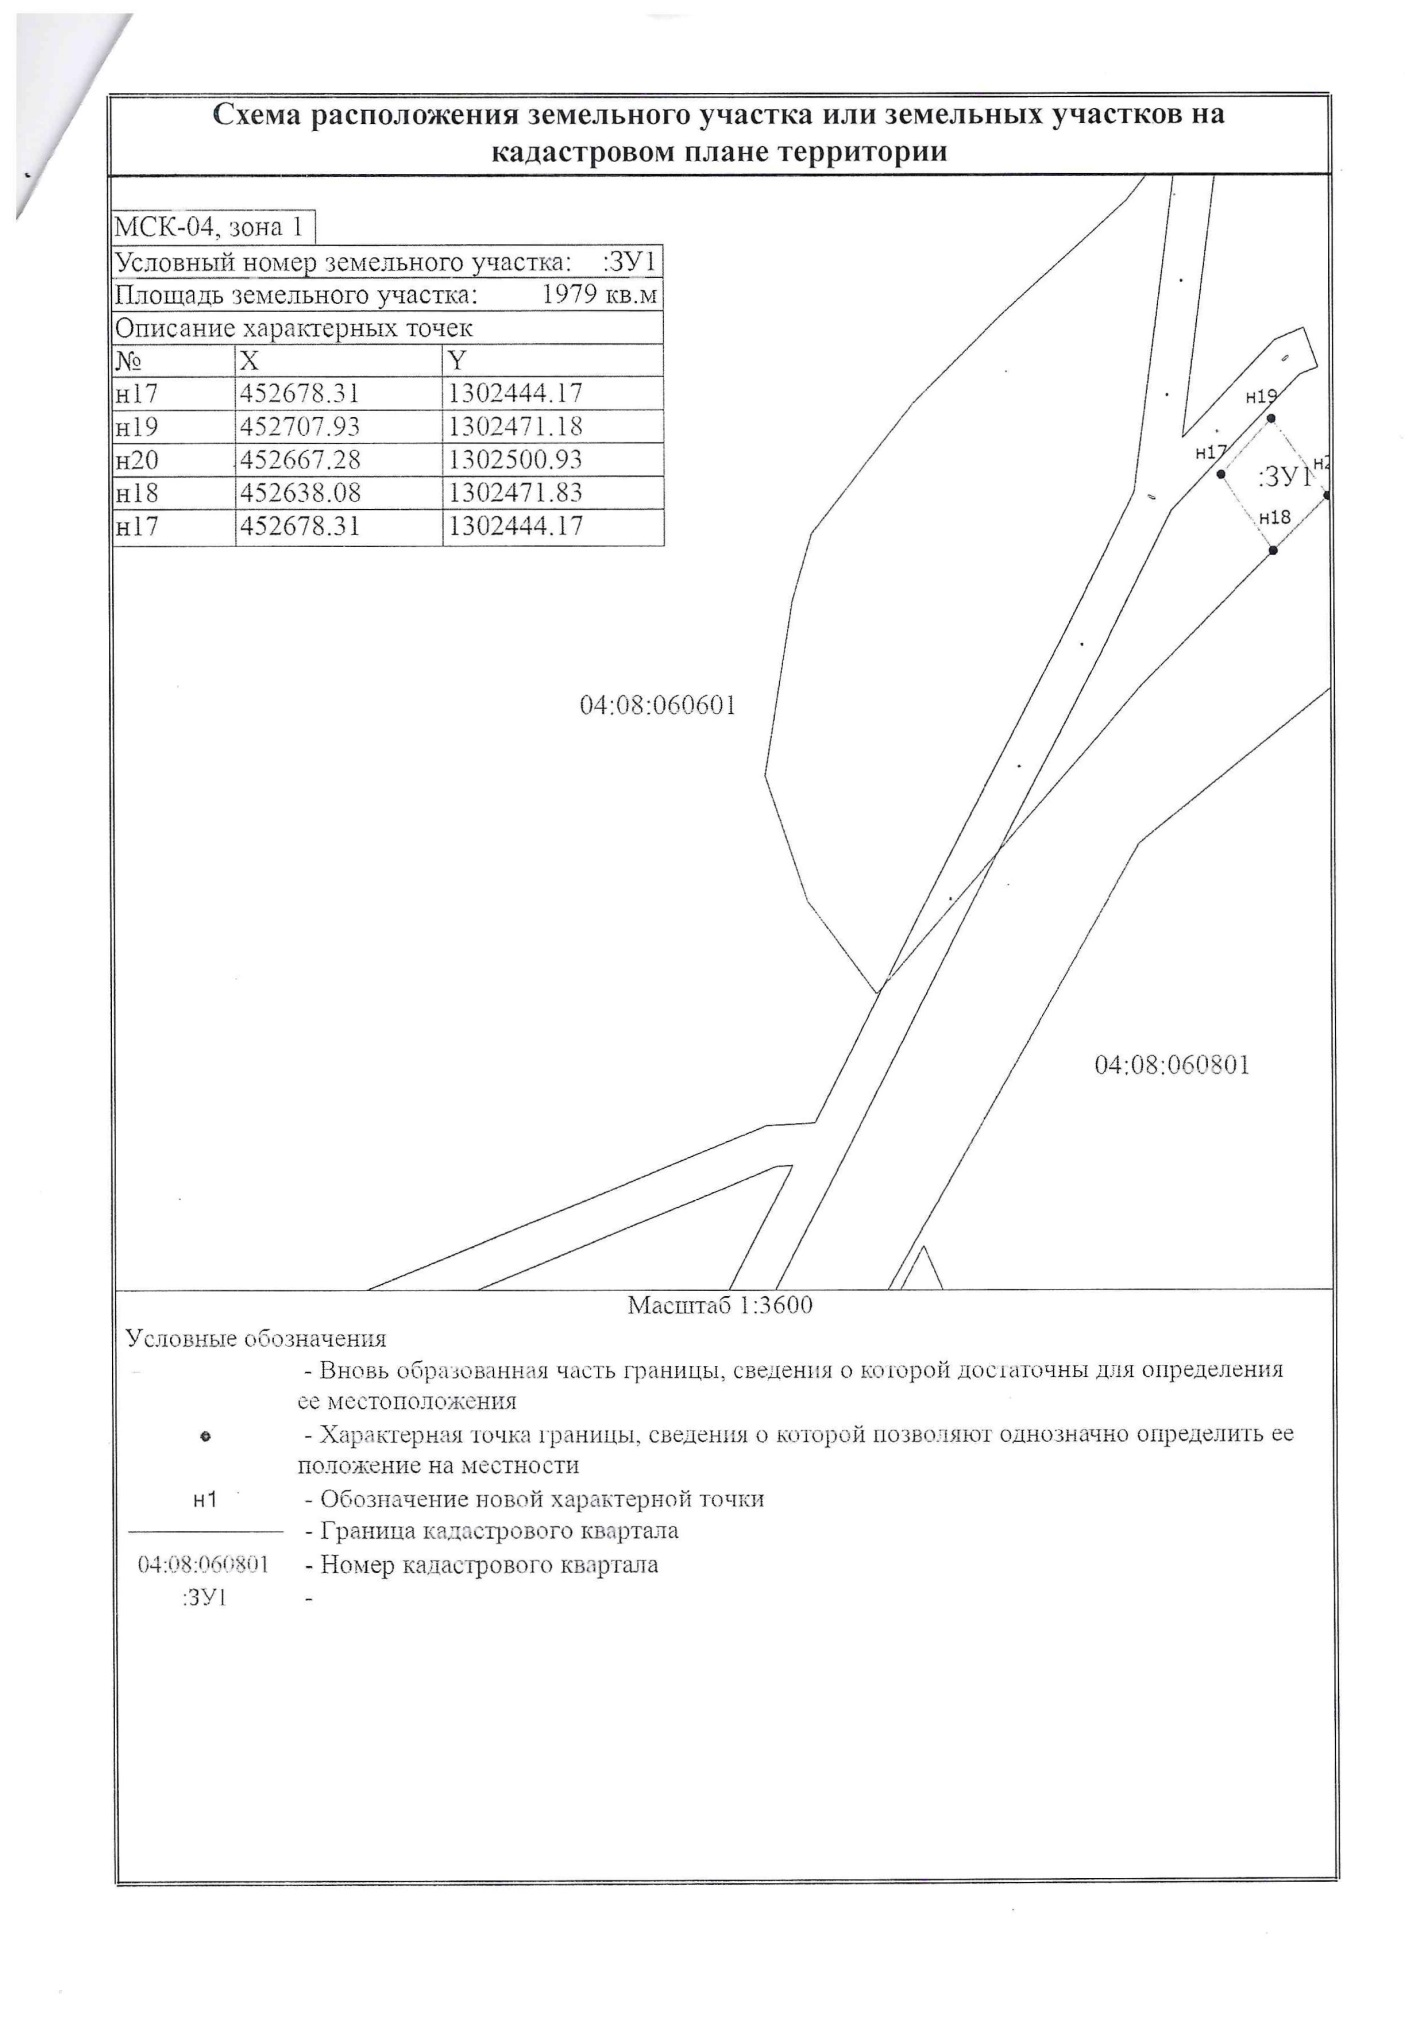 Схема расположения земельного участка или земельных участков на
кадастровом плане территории
МСК-04, зона 1
Условный номер земельного участка: :ЗУ1
Площадь земельного участка: 1979 кв.м
Описание характерных точек
№ X Y
н17 452678.31 1302444.17
н19 452707.93 1302471.18
н20 452667.28 1302500.93
н18 452638.08 1302471.83
н17 452678.31 1302444.17
н19
н17
:ЗУ1
н18
04:08:060601
04:08:060801
Масштаб 1:3600
Условные обозначения
- Вновь образованная часть границы, сведения о которой достаточны для определения
ее местоположения
- Характерная точка границы, сведения о которой позволяют однозначно определить ее
положение на местности
н1 - Обозначение новой характерной точки
- Граница кадастрового квартала
04:08:060801 - Номер кадастрового квартала
:ЗУ1 -